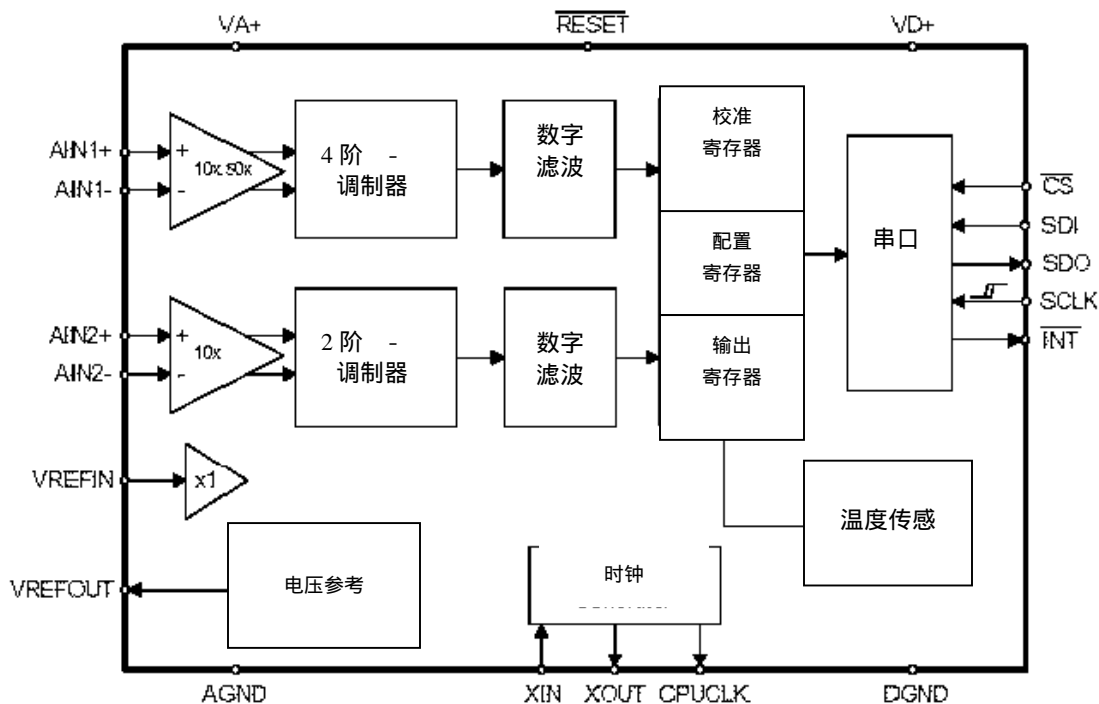 VA+
RESET
VD+
AIN1+
AIN1-
+
-
10x,50x
4 阶 -
调制器
数字
滤波
校准
寄存器
配置
寄存器
输出
寄存器
串口
CS
SDI
SDO
SCLK
INT
AIN2+
AIN2-
+
-
10x
2 阶 -
调制器
数字
滤波
VREFIN
x1
温度传感
VREFOUT
电压参考
时钟
AGND
XIN
XOUT
CPUCLK
DGND